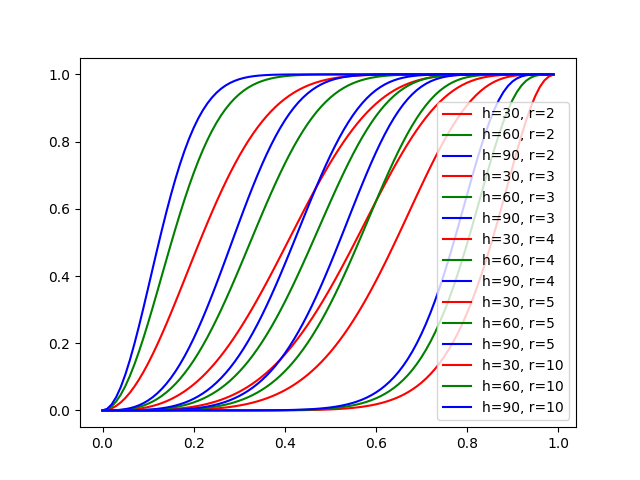 1.0
0.8
0.6
0.4
0.2
0.0
0.0 0.2 0.4 0.6 0.8 1.0
h=30, r=2
h=60, r=2
h=90, r=2
h=30, r=3
h=60, r=3
h=90, r=3
h=30, r=4
h=60, r=4
h=90, r=4
h=30, r=5
h=60, r=5
h=90, r=5
h=30, r=10
h=60, r=10
h=90, r=10